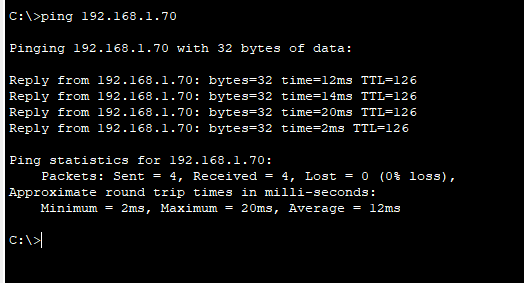 C:\>ping 192.168.1.70
Pinging 192.168.1.70 with 32 bytes of data:
Reply from 192.168.1.70: bytes=32 time=12ms TTL=126
Reply from 192.168.1.70: bytes=32 time=14ms TTL=126
Reply from 192.168.1.70: bytes=32 time=20ms TTL=126
Reply from 192.168.1.70: bytes=32 time=2ms TTL=126
Ping statistics for 192.168.1.70:
    Packets: Sent = 4, Received = 4, Lost = 0 (0% loss),
Approximate round trip times in milli-seconds:
    Minimum = 2ms, Maximum = 20ms, Average = 12ms
C:\>